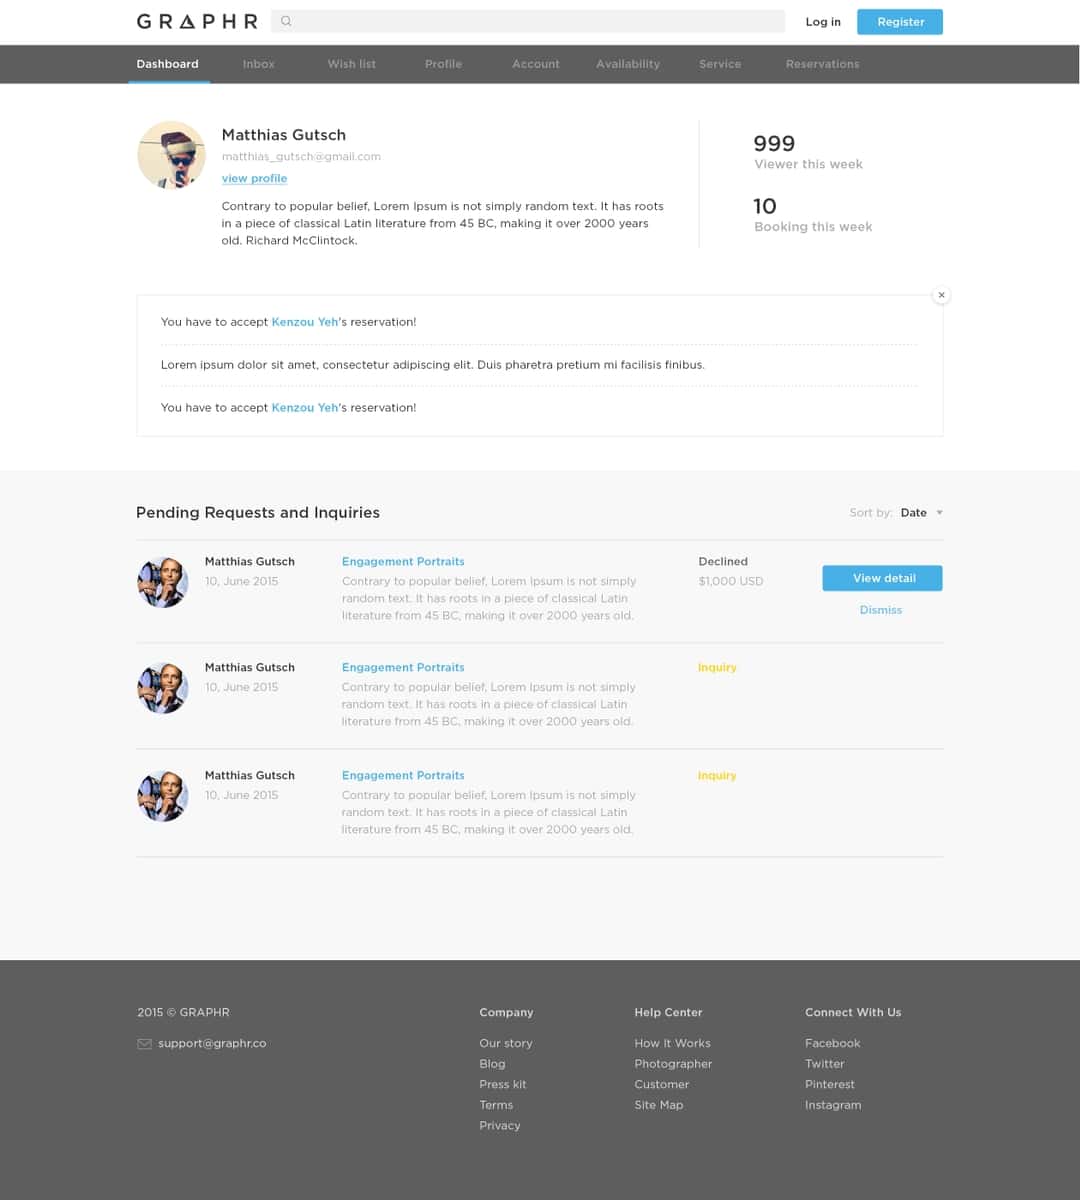 GRAPHR
Log in
Register
Dashboard
Inbox
Wish list
Profile
Account
Availability
Service
Reservations
Matthias Gutsch
matthias_gutsch@gmail.com
view profile
Contrary to popular belief, Lorem Ipsum is not simply random text. It has roots
in a piece of classical Latin literature from 45 BC, making it over 2000 years
old. Richard McClintock.
999
Viewer this week
10
Booking this week
You have to accept Kenzou Yeh's reservation!
Lorem ipsum dolor sit amet, consectetur adipiscing elit. Duis pharetra pretium mi facilisis finibus.
You have to accept Kenzou Yeh's reservation!
Pending Requests and Inquiries
Sort by: Date
Matthias Gutsch
10, June 2015
Engagement Portraits
Contrary to popular belief, Lorem Ipsum is not simply
random text. It has roots in a piece of classical Latin
literature from 45 BC, making it over 2000 years old.
Declined
$1,000 USD
View detail
Dismiss
Matthias Gutsch
10, June 2015
Engagement Portraits
Contrary to popular belief, Lorem Ipsum is not simply
random text. It has roots in a piece of classical Latin
literature from 45 BC, making it over 2000 years old.
Inquiry
Matthias Gutsch
10, June 2015
Engagement Portraits
Contrary to popular belief, Lorem Ipsum is not simply
random text. It has roots in a piece of classical Latin
literature from 45 BC, making it over 2000 years old.
Inquiry
2015 © GRAPHR
support@graphr.co
Company
Our story
Blog
Press kit
Terms
Privacy
Help Center
How It Works
Photographer
Customer
Site Map
Connect With Us
Facebook
Twitter
Pinterest
Instagram